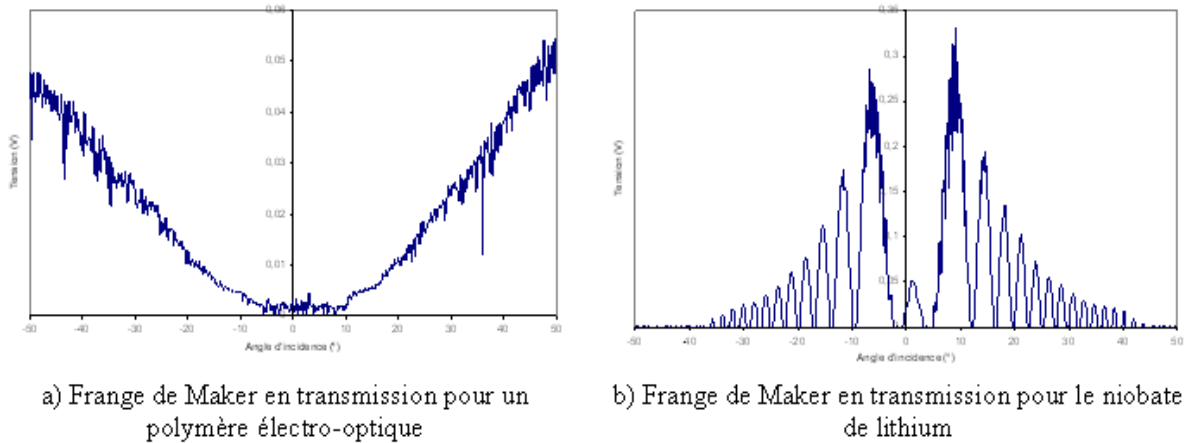 0,06
0,05
0,04
0,03
0,02
0,01
Tension (V)
-50 -40 -30 -20 -10 0 10 20 30 40 50
Angle d'incidence (°)
0,35
0,3
0,25
0,2
0,15
0,1
0,05
Tension (V)
-50 -40 -30 -20 -10 0 10 20 30 40 50
Angle d'incidence (°)
a) Frange de Maker en transmission pour un
polymère électro-optique
b) Frange de Maker en transmission pour le niobate
de lithium